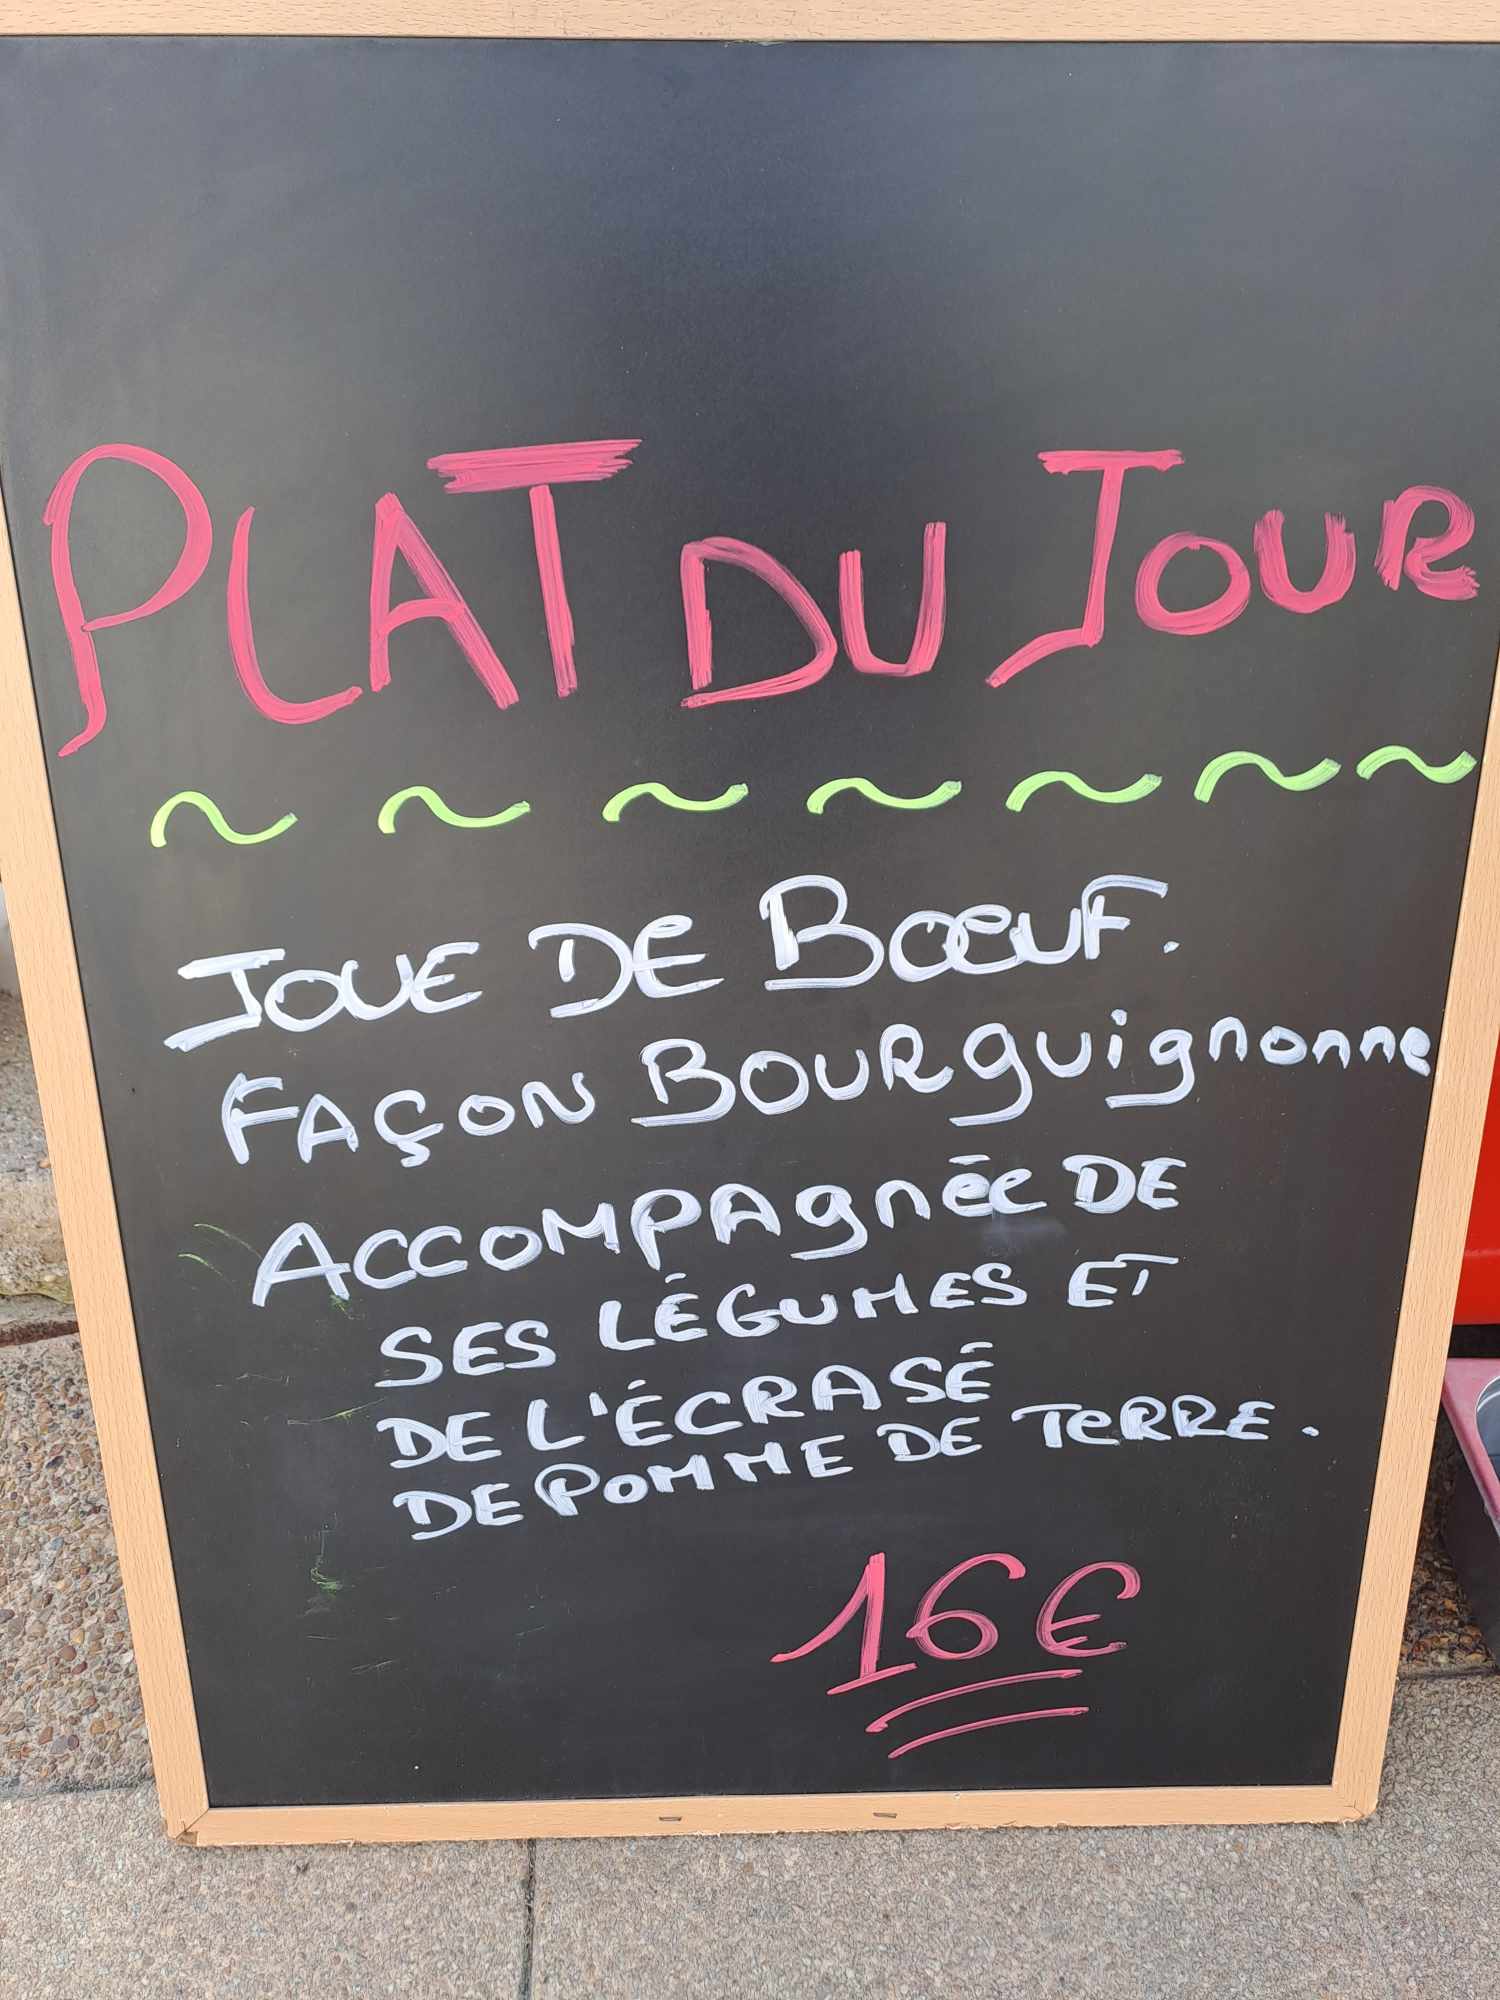 PLAT DU JOUR
~ ~ ~ ~ ~ ~ ~
JOUE DE BŒUF.
FAÇON BOURguignonne
ACCOMPAgnée DE
SES LÉGUMES ET
DE L'ÉCRASÉ
DE POMME DE TeRRE.
16€